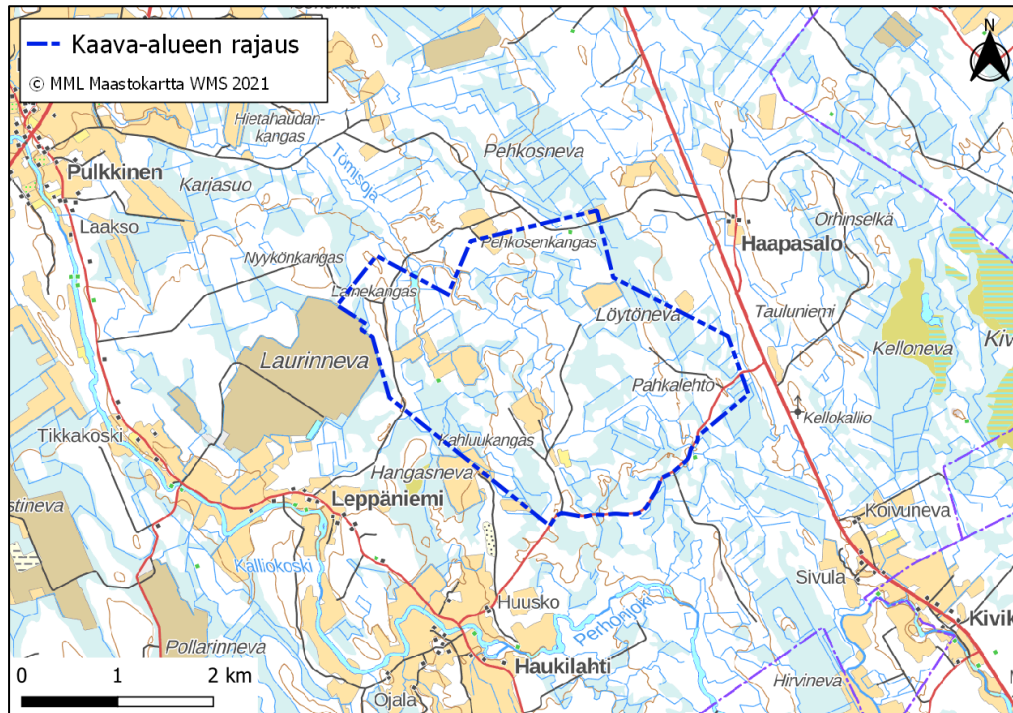 Kaava-alueen rajaus
© MML Maastokartta WMS 2021
N
Hietahaudan-
kangas
Pehkosneva
Tömisoja
Pulkkinen
Karjasuo
Laakso
Orhinselkä
Haapasalo
Pehkosenkangas
Nyykönkangas
Lamekangas
Löytöneva
Tauluniemi
Kelloneva
Kiv
Laurinneva
Pahkalehto
Kellokallio
Tikkakoski
Kahluukangas
Hangasneva
Leppäniemi
stineva
Koivuneva
Kalliokoski
Sivula
Huusko
Perhonjoki
Kivik
Pollarinneva
Haukilahti
Hirvineva
Ojala
0 1 2 km